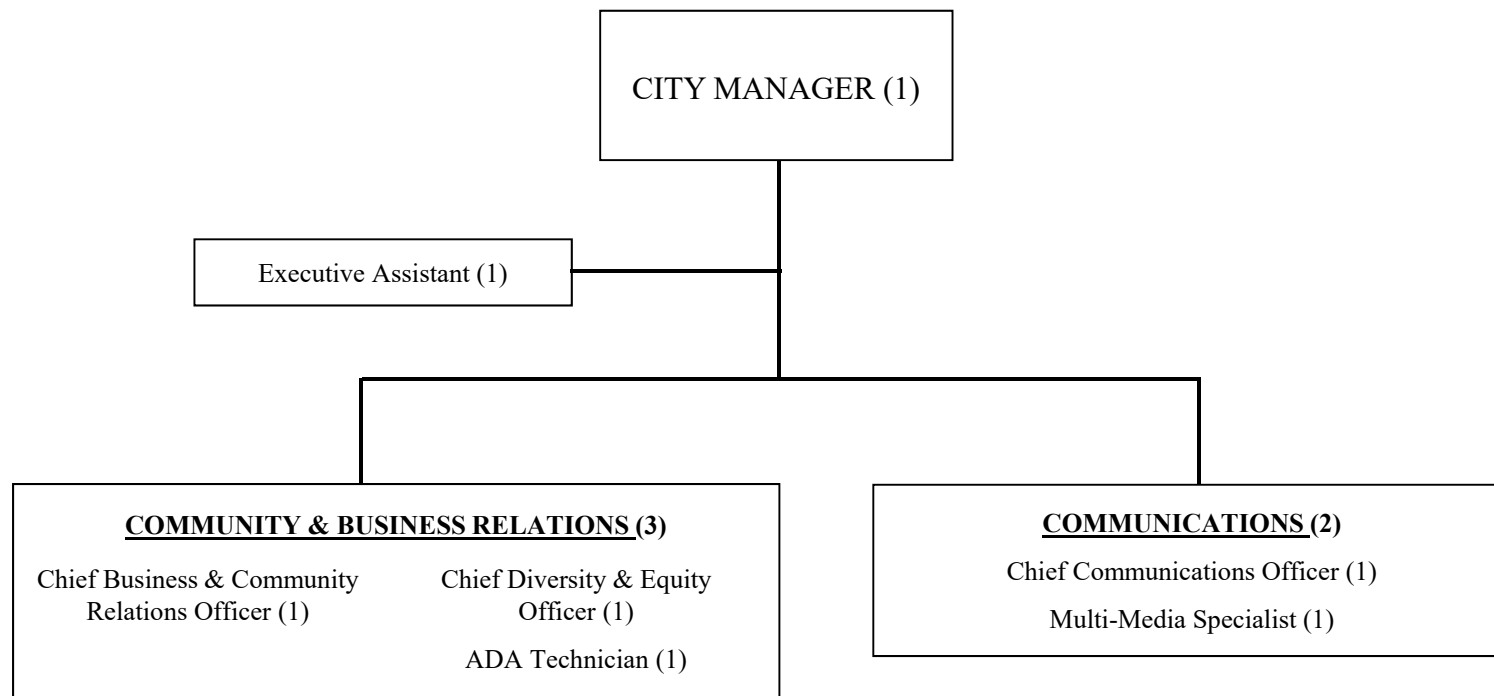 CITY MANAGER (1)
Executive Assistant (1)
COMMUNITY & BUSINESS RELATIONS (3)
Chief Business & Community
Relations Officer (1)
Chief Diversity & Equity
Officer (1)
ADA Technician (1)
COMMUNICATIONS (2)
Chief Communications Officer (1)
Multi-Media Specialist (1)